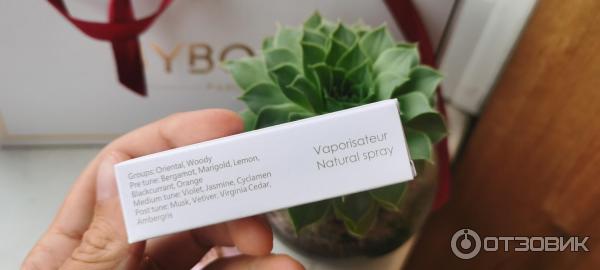 YBO
PARI
Groups: Oriental, Woody
Pre tune: Bergamot, Marigold, Lemon,
Blackcurrant, Orange
Medium tune: Violet, Jasmine, Cyclamen
Post tune: Musk, Vetiver, Virginia Cedar,
Ambergris
Vaporisateur
Natural spray
ОТЗОВИК